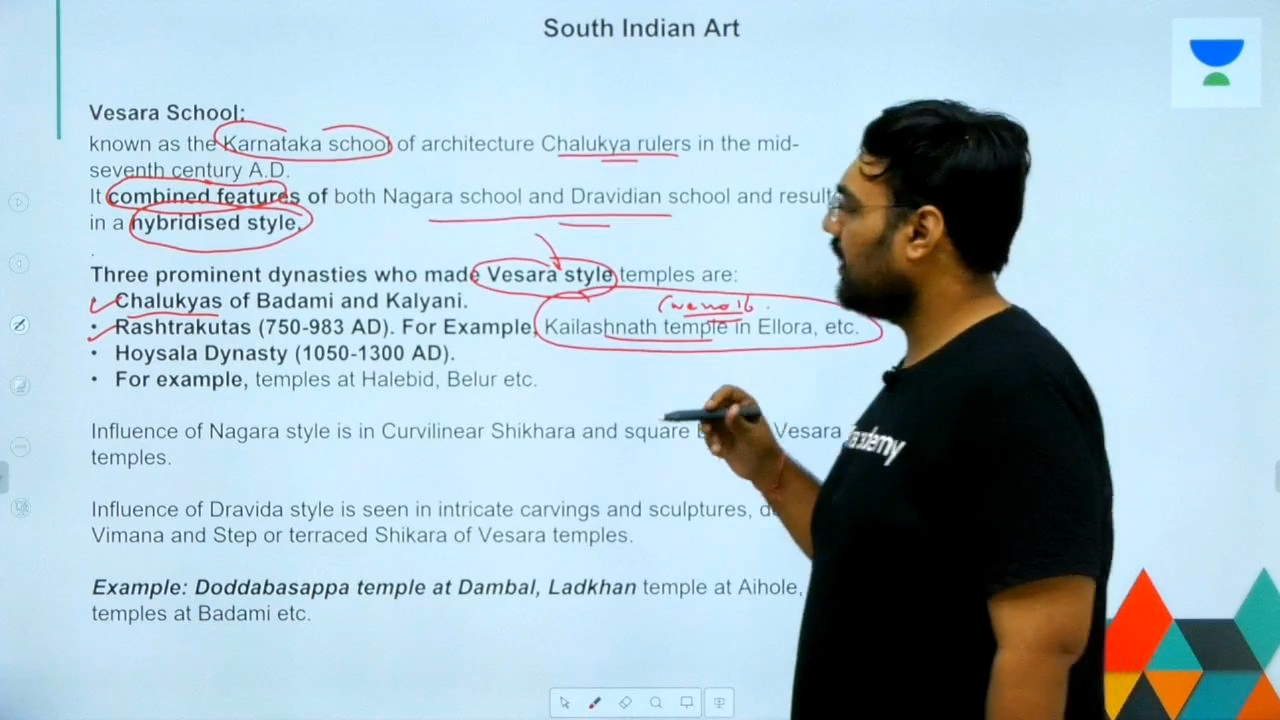 South Indian Art
Vesara School:
known as the Karnataka school of architecture Chalukya rulers in the mid-
seventh century A.D.
It combined features of both Nagara school and Dravidian school and
in a hybridised style.
.
Three prominent dynasties who made Vesara style temples are:
Chalukyas of Badami and Kalyani.
Cave no 16.
• Rashtrakutas (750-983 AD). For Example, Kailashnath temple in Ellora, etc.
• Hoysala Dynasty (1050-1300 AD).
• For example, temples at Halebid, Belur etc.
Influence of Nagara style is in Curvilinear Shikhara and square Vesara
temples.
Influence of Dravida style is seen in intricate carvings and sculptures,
Vimana and Step or terraced Shikara of Vesara temples.
Example: Doddabasappa temple at Dambal, Ladkhan temple at Aihole,
temples at Badami etc.